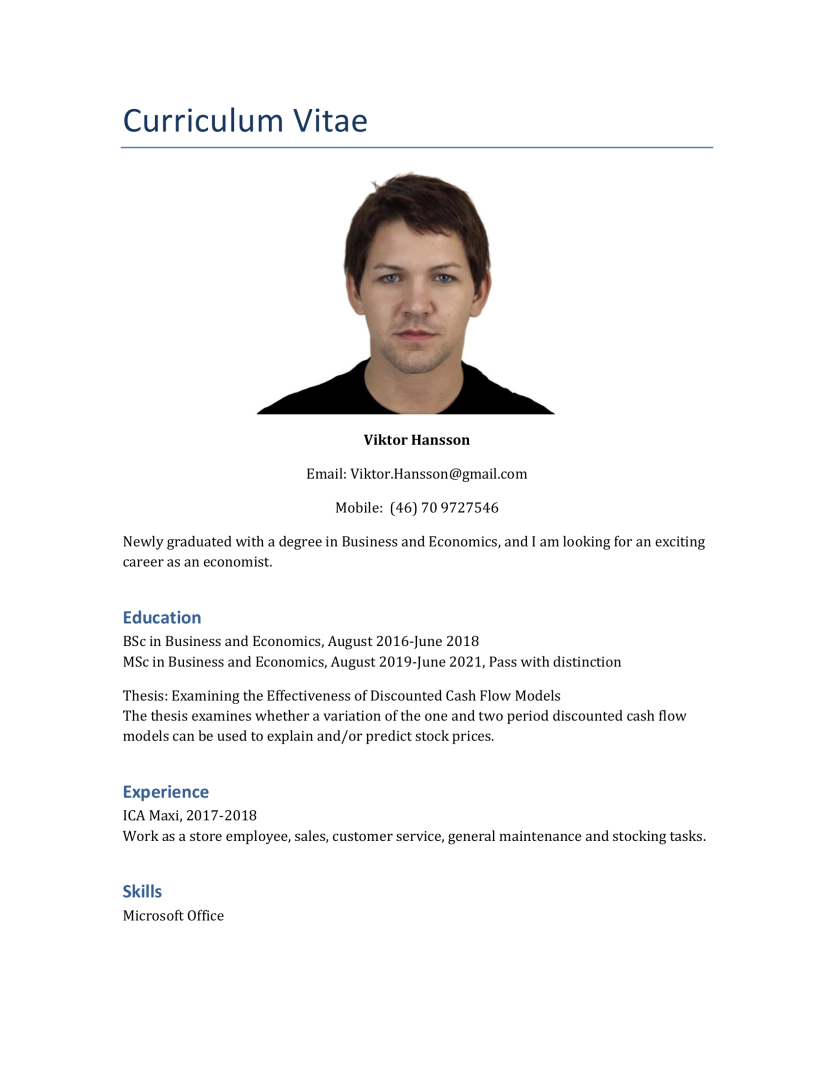 Curriculum Vitae
Viktor Hansson
Email: Viktor.Hansson@gmail.com
Mobile:  (46) 70 9727546
Newly graduated with a degree in Business and Economics, and I am looking for an exciting
career as an economist.
Education
BSc in Business and Economics, August 2016-June 2018
MSc in Business and Economics, August 2019-June 2021, Pass with distinction
Thesis: Examining the Effectiveness of Discounted Cash Flow Models
The thesis examines whether a variation of the one and two period discounted cash flow
models can be used to explain and/or predict stock prices.
Experience
ICA Maxi, 2017-2018
Work as a store employee, sales, customer service, general maintenance and stocking tasks.
Skills
Microsoft Office